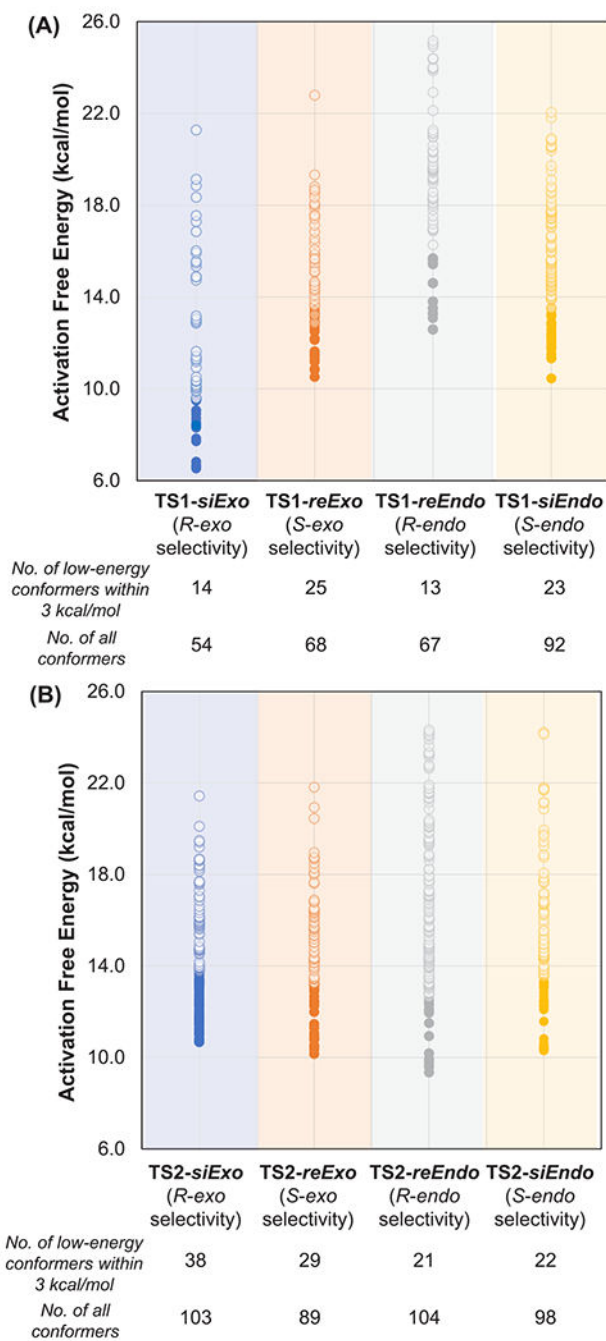 (A)
26.0
22.0
18.0
14.0
10.0
6.0
Activation Free Energy (kcal/mol)
TS1-siExo TS1-reExo TS1-reEndo TS1-siEndo
(R-exo (S-exo (R-endo (S-endo
selectivity) selectivity) selectivity) selectivity)
No. of low-energy
conformers within 14 25 13 23
3 kcal/mol
No. of all 54 68 67 92
conformers
(B)
26.0
22.0
18.0
14.0
10.0
6.0
Activation Free Energy (kcal/mol)
TS2-siExo TS2-reExo TS2-reEndo TS2-siEndo
(R-exo (S-exo (R-endo (S-endo
selectivity) selectivity) selectivity) selectivity)
No. of low-energy
conformers within 38 29 21 22
3 kcal/mol
No. of all 103 89 104 98
conformers